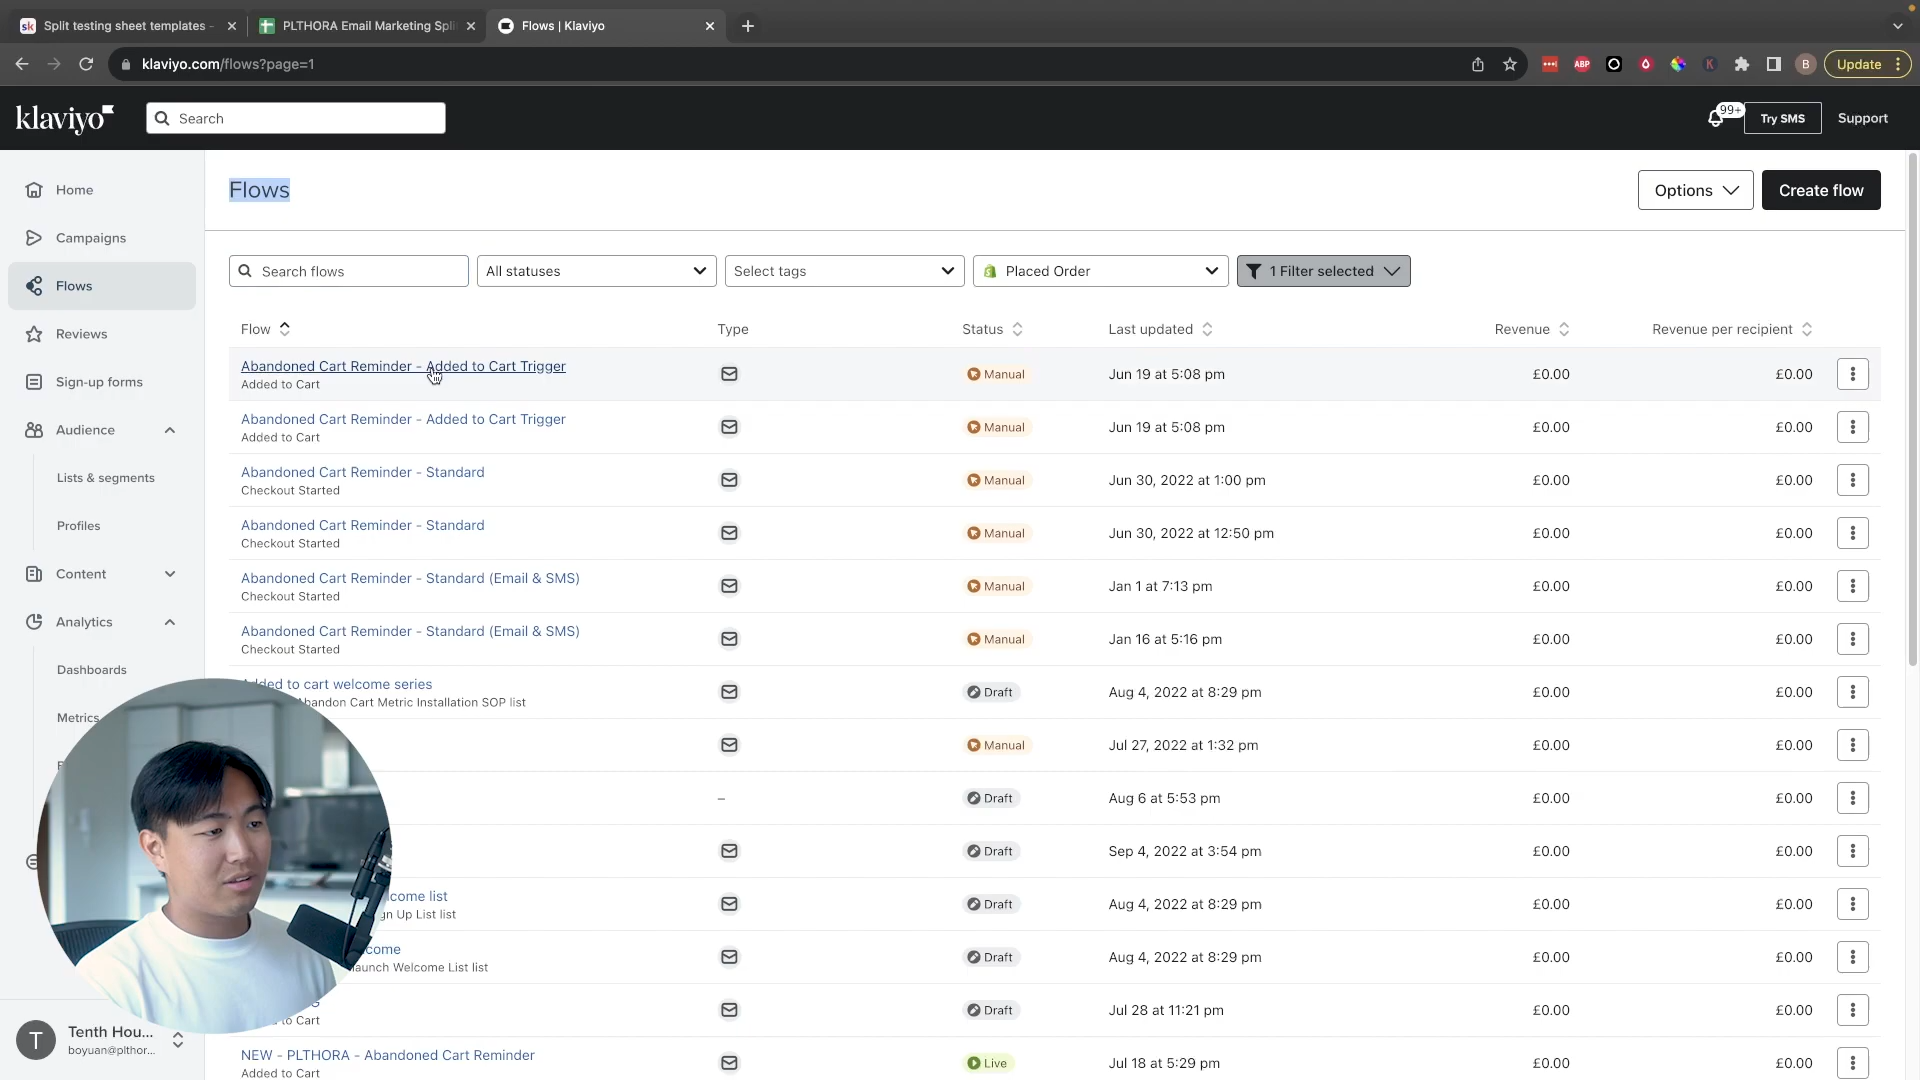 Split testing sheet templates -
PLTHORA Email Marketing Spli
Flows | Klaviyo
klaviyo.com/flows?page=1
ABP
K
B
Update
klaviyo
Search
99+
Try SMS
Support
Home
Campaigns
Flows
Reviews
Sign-up forms
Audience
Lists & segments
Profiles
Content
Analytics
Dashboards
Metrics
T
Tenth Hou...
boyuan@plthor...
Flows
Options
Create flow
Search flows
All statuses
Select tags
Placed Order
1 Filter selected
Flow Type Status Last updated Revenue Revenue per recipient
Abandoned Cart Reminder - Added to Cart Trigger
Added to Cart
Manual Jun 19 at 5:08 pm £0.00 £0.00
Abandoned Cart Reminder - Added to Cart Trigger
Added to Cart
Manual Jun 19 at 5:08 pm £0.00 £0.00
Abandoned Cart Reminder - Standard
Checkout Started
Manual Jun 30, 2022 at 1:00 pm £0.00 £0.00
Abandoned Cart Reminder - Standard
Checkout Started
Manual Jun 30, 2022 at 12:50 pm £0.00 £0.00
Abandoned Cart Reminder - Standard (Email & SMS)
Checkout Started
Manual Jan 1 at 7:13 pm £0.00 £0.00
Abandoned Cart Reminder - Standard (Email & SMS)
Checkout Started
Manual Jan 16 at 5:16 pm £0.00 £0.00
to cart welcome series
Cart Metric Installation SOP list
Draft Aug 4, 2022 at 8:29 pm £0.00 £0.00
Manual Jul 27, 2022 at 1:32 pm £0.00 £0.00
– Draft Aug 6 at 5:53 pm £0.00 £0.00
Draft Sep 4, 2022 at 3:54 pm £0.00 £0.00
list
Up List list
Draft Aug 4, 2022 at 8:29 pm £0.00 £0.00
Welcome List list
Draft Aug 4, 2022 at 8:29 pm £0.00 £0.00
to Cart
Draft Jul 28 at 11:21 pm £0.00 £0.00
NEW - PLTHORA - Abandoned Cart Reminder
Added to Cart
Live Jul 18 at 5:29 pm £0.00 £0.00